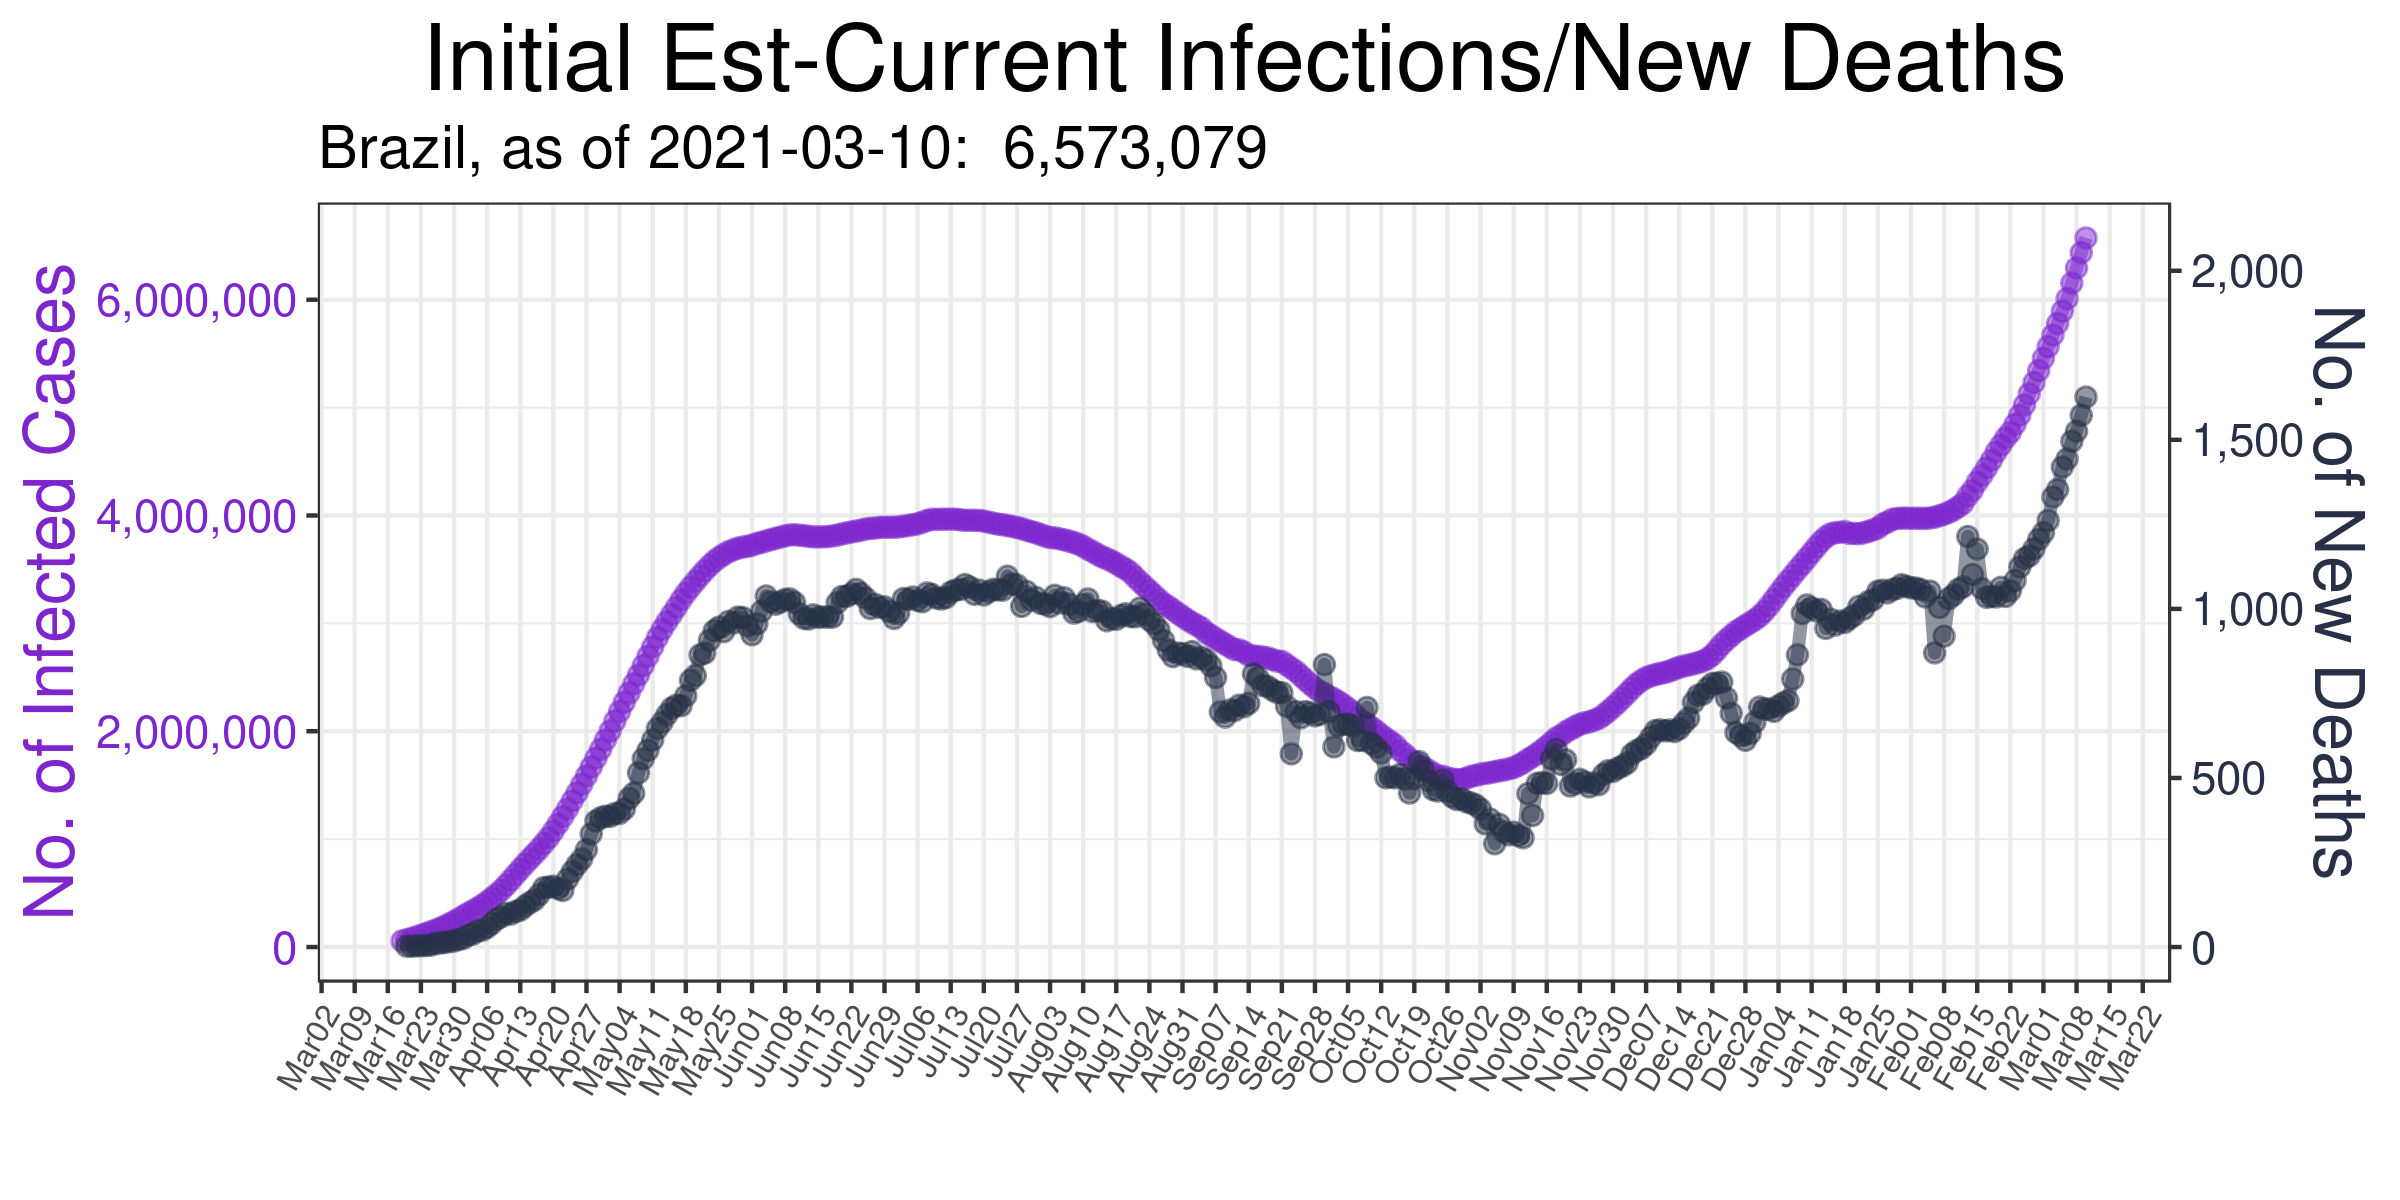 Initial Est-Current Infections/New Deaths
Brazil, as of 2021-03-10:  6,573,079
No. of Infected Cases
6,000,000
4,000,000
2,000,000
0
2,000
1,500
1,000
500
0
No. of New Deaths
Mar02
Mar09
Mar16
Mar23
Mar30
Apr06
Apr13
Apr20
Apr27
May04
May11
May18
May25
Jun01
Jun08
Jun15
Jun22
Jun29
Jul06
Jul13
Jul20
Jul27
Aug03
Aug10
Aug17
Aug24
Aug31
Sep07
Sep14
Sep21
Sep28
Oct05
Oct12
Oct19
Oct26
Nov02
Nov09
Nov16
Nov23
Nov30
Dec07
Dec14
Dec21
Dec28
Jan04
Jan11
Jan18
Jan25
Feb01
Feb08
Feb15
Feb22
Mar01
Mar08
Mar15
Mar22